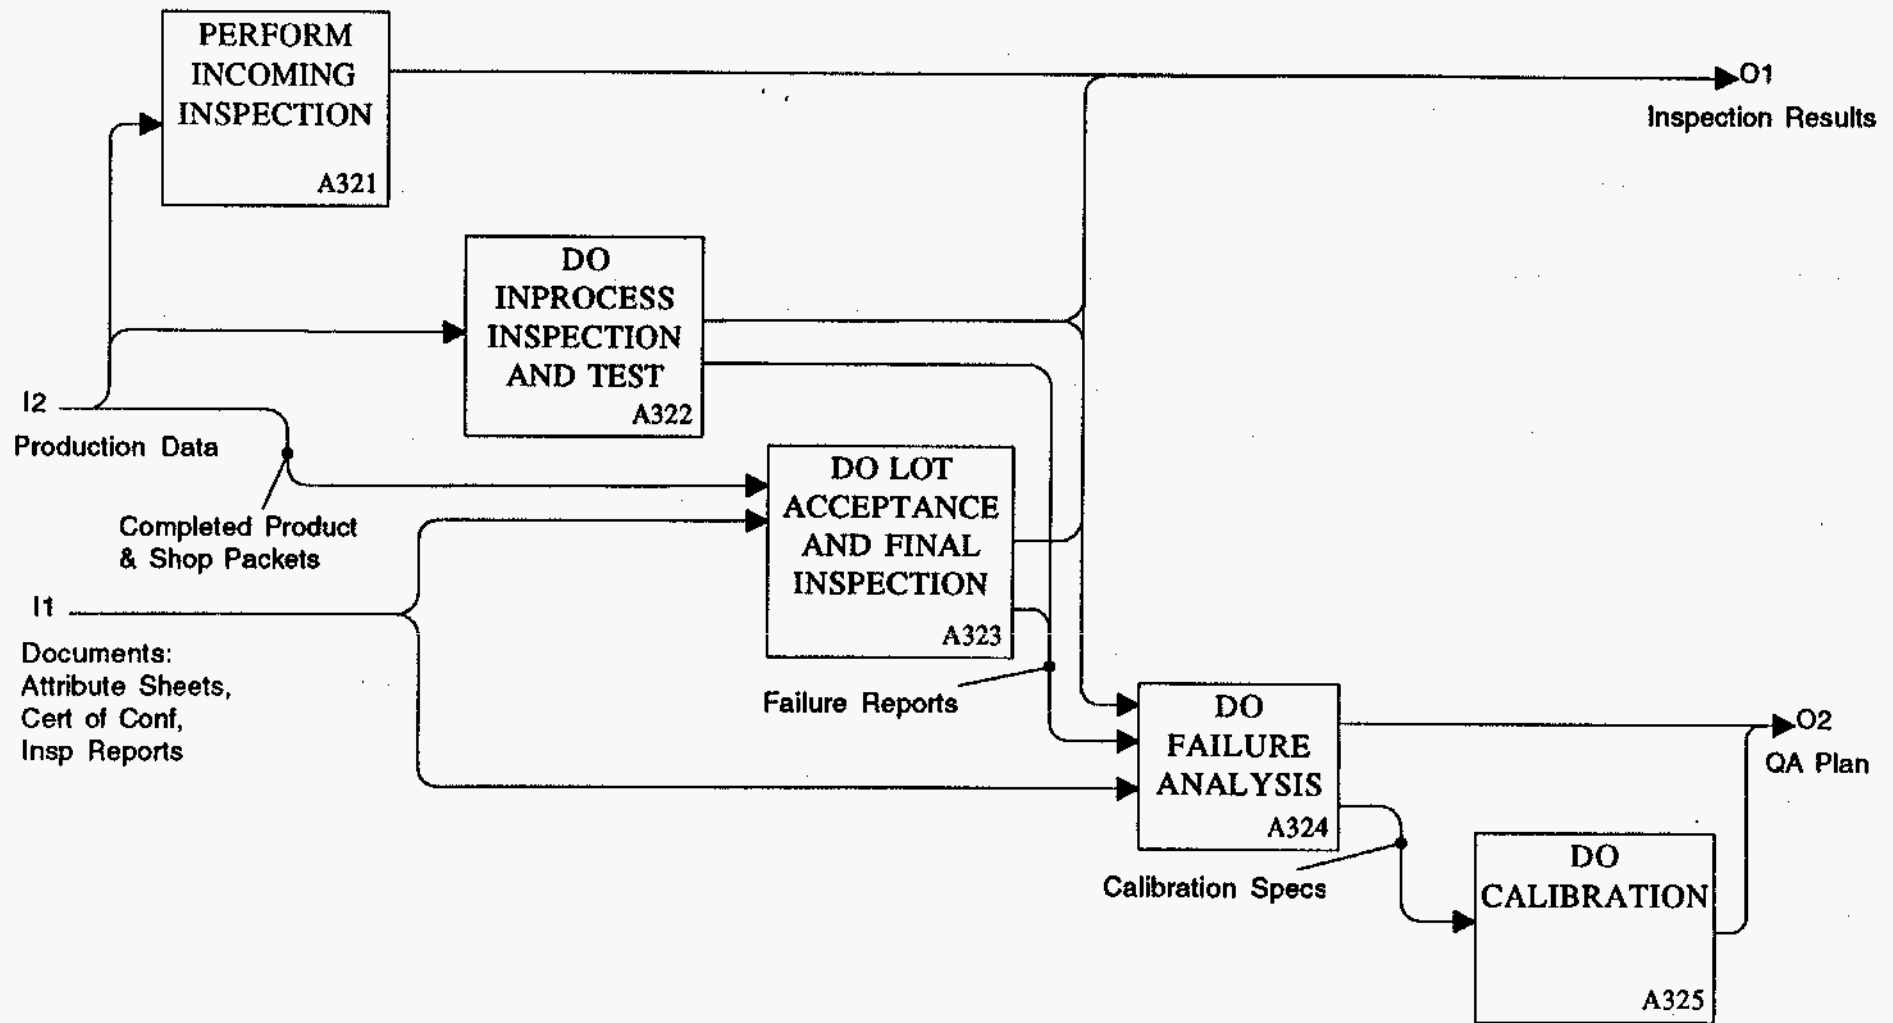 PERFORM
INCOMING
INSPECTION
A321
O1
Inspection Results
DO
INPROCESS
INSPECTION
AND TEST
A322
I2
Production Data
Completed Product
& Shop Packets
DO LOT
ACCEPTANCE
AND FINAL
INSPECTION
A323
I1
Documents:
Attribute Sheets,
Cert of Conf,
Insp Reports
Failure Reports
DO
FAILURE
ANALYSIS
A324
O2
QA Plan
Calibration Specs
DO
CALIBRATION
A325